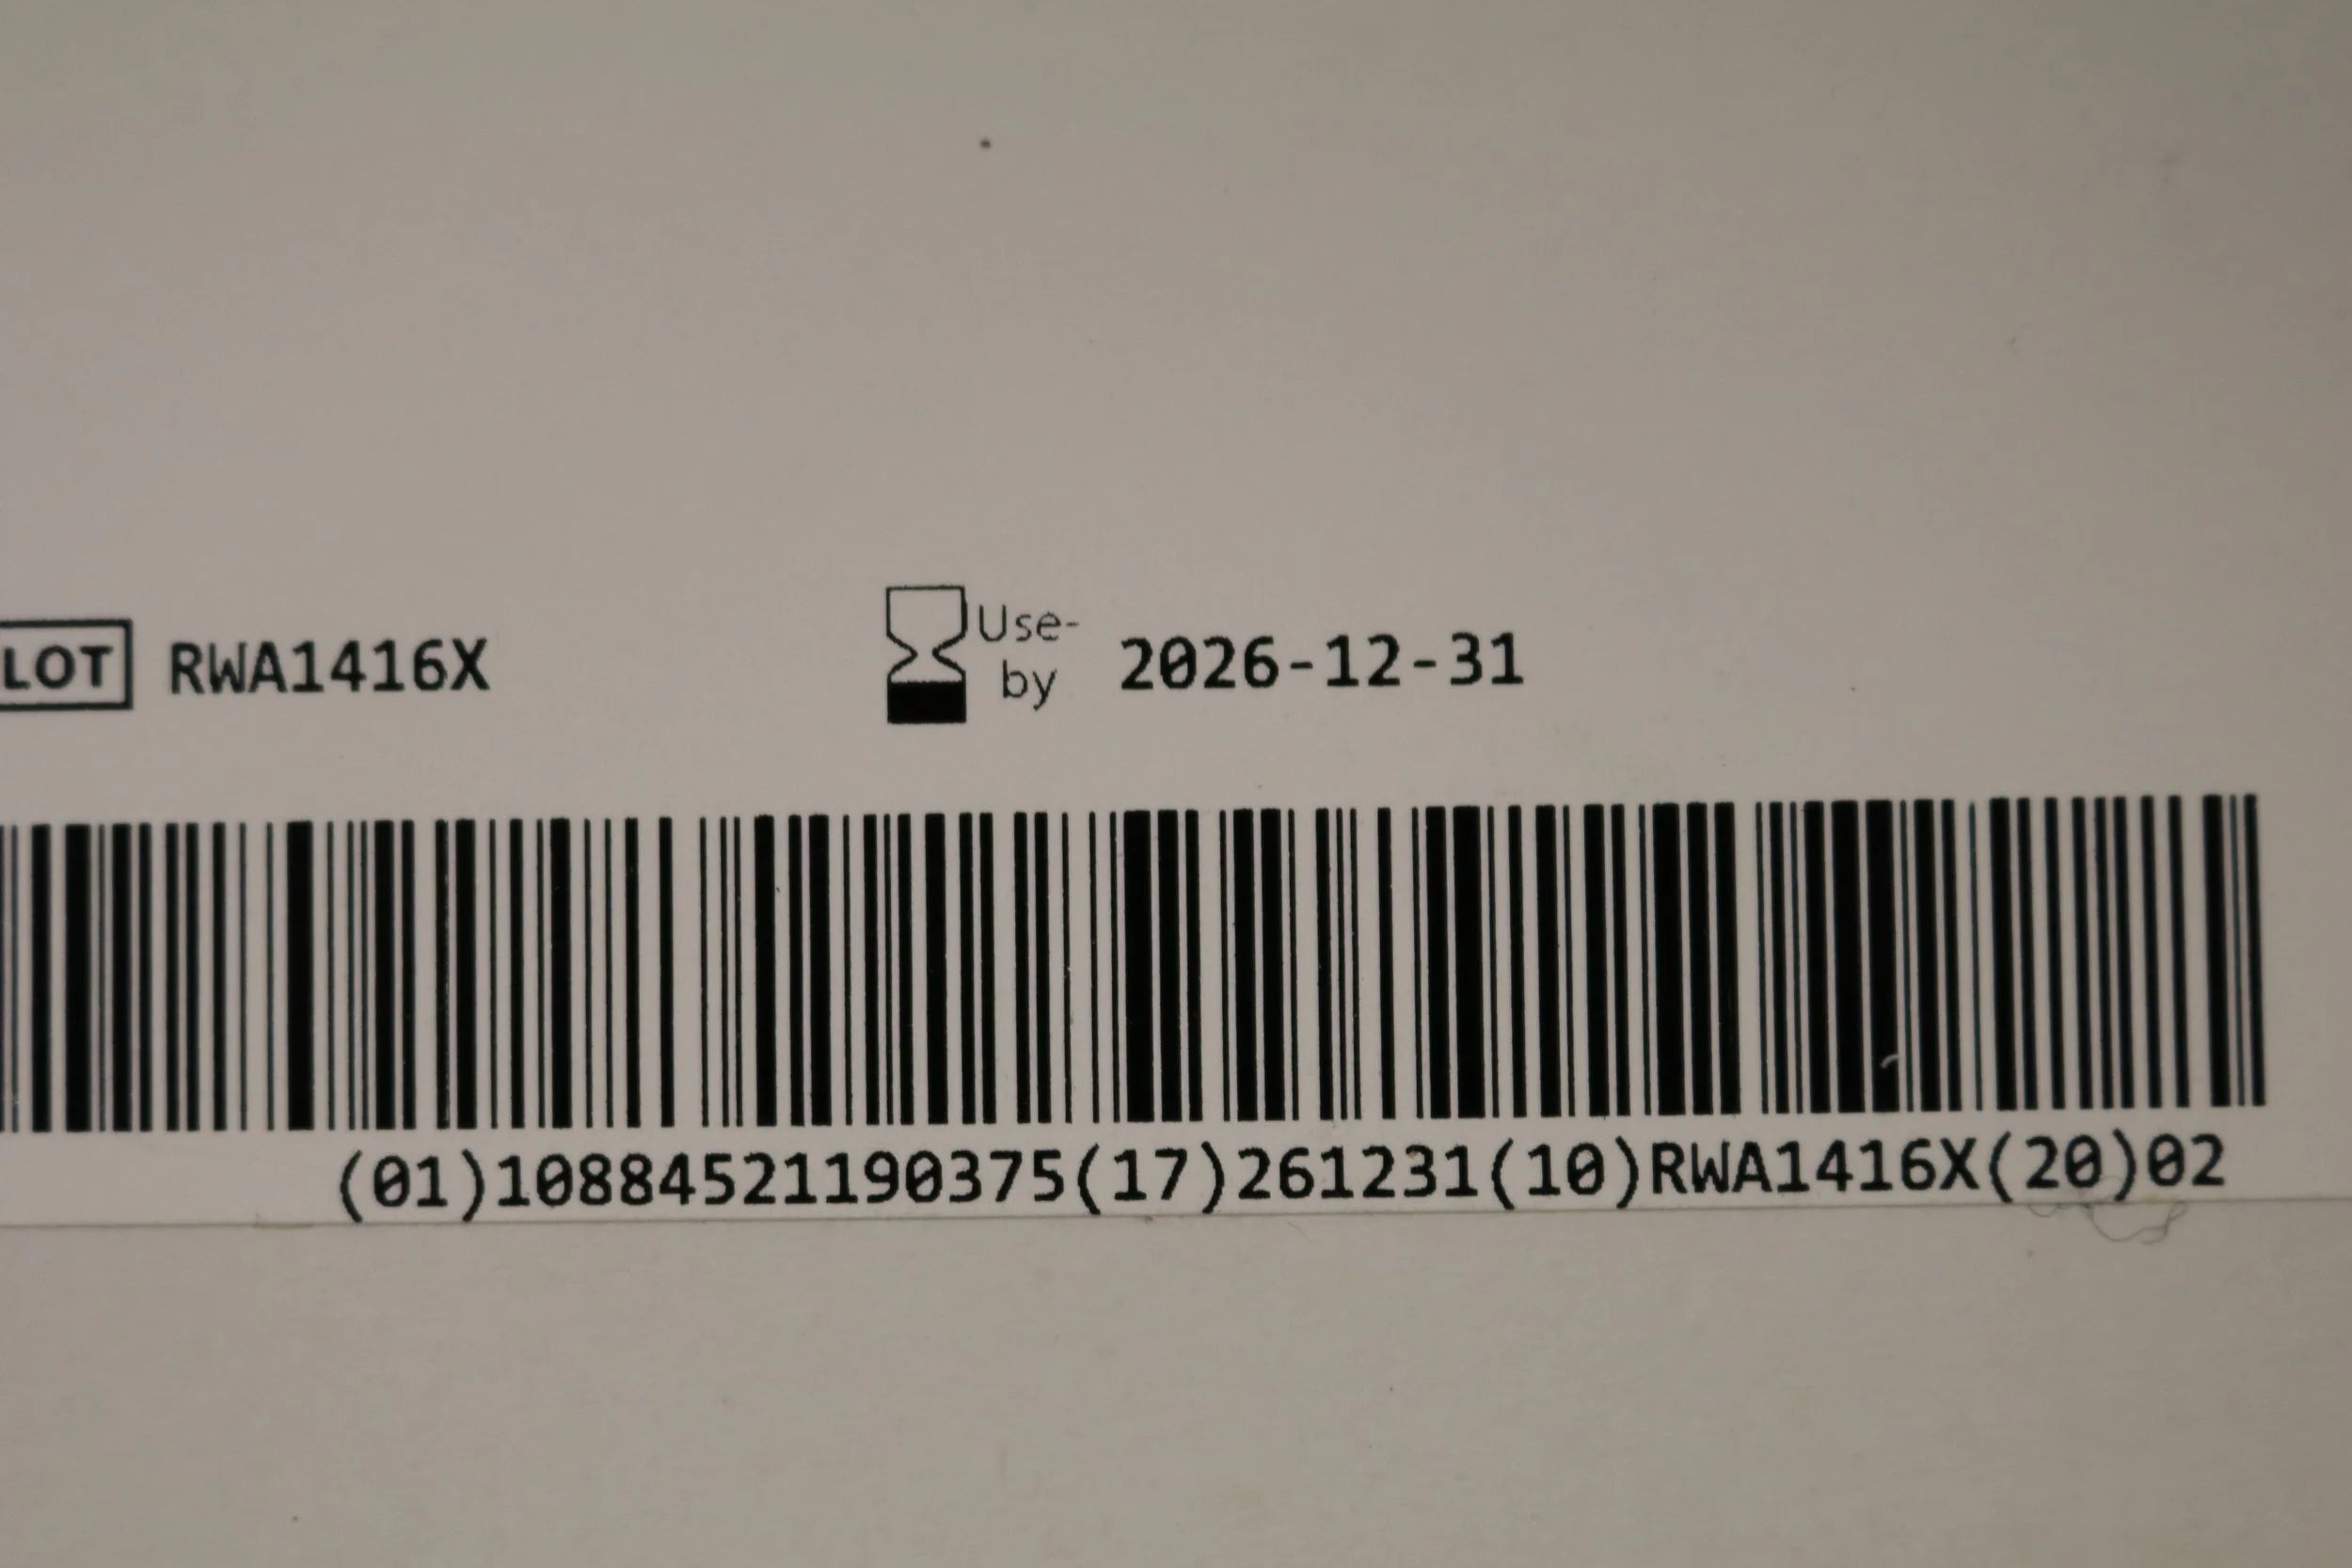 LOT RWA1416X Use-by 2026-12-31
(01)10884521190375(17)261231(10)RWA1416X(20)02